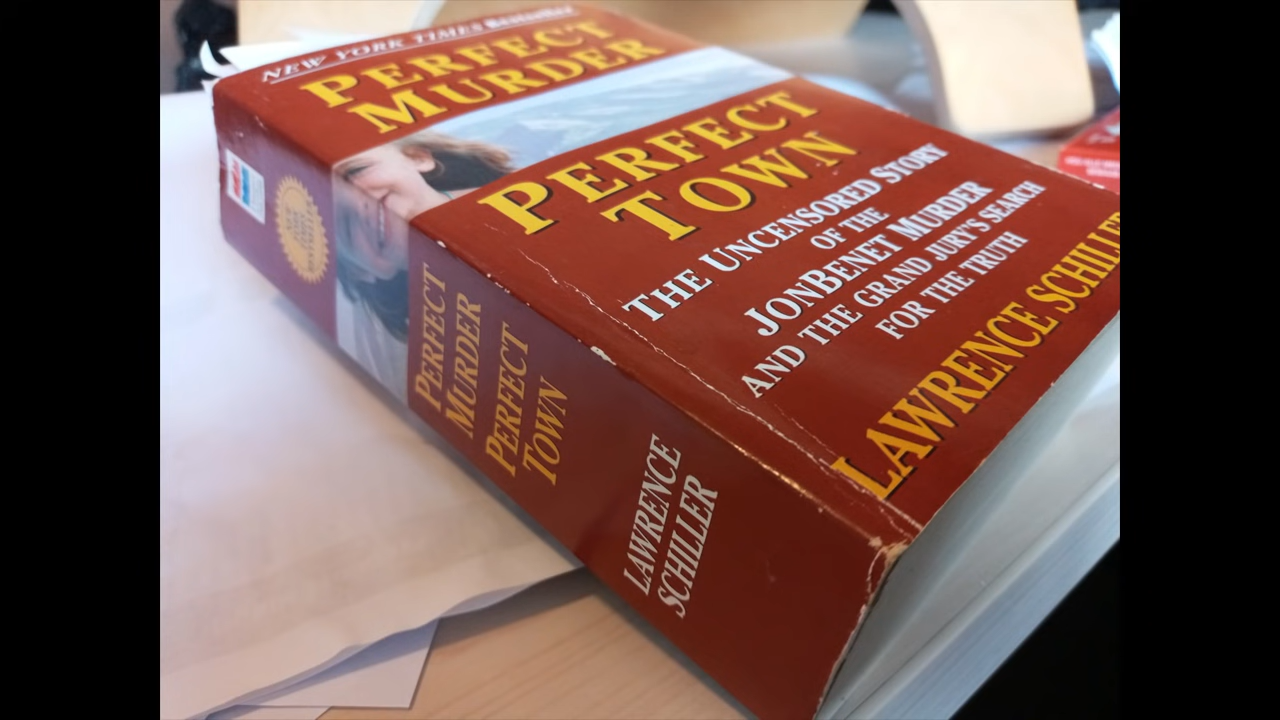 NEW YORK TIMES Bestseller
PERFECT
MURDER
PERFECT
TOWN
THE UNCENSORED STORY
OF THE
JONBENET MURDER
AND THE GRAND JURY'S SEARCH
FOR THE TRUTH
LAWRENCE SCHILLER
PERFECT
MURDER
PERFECT
TOWN
LAWRENCE
SCHILLER